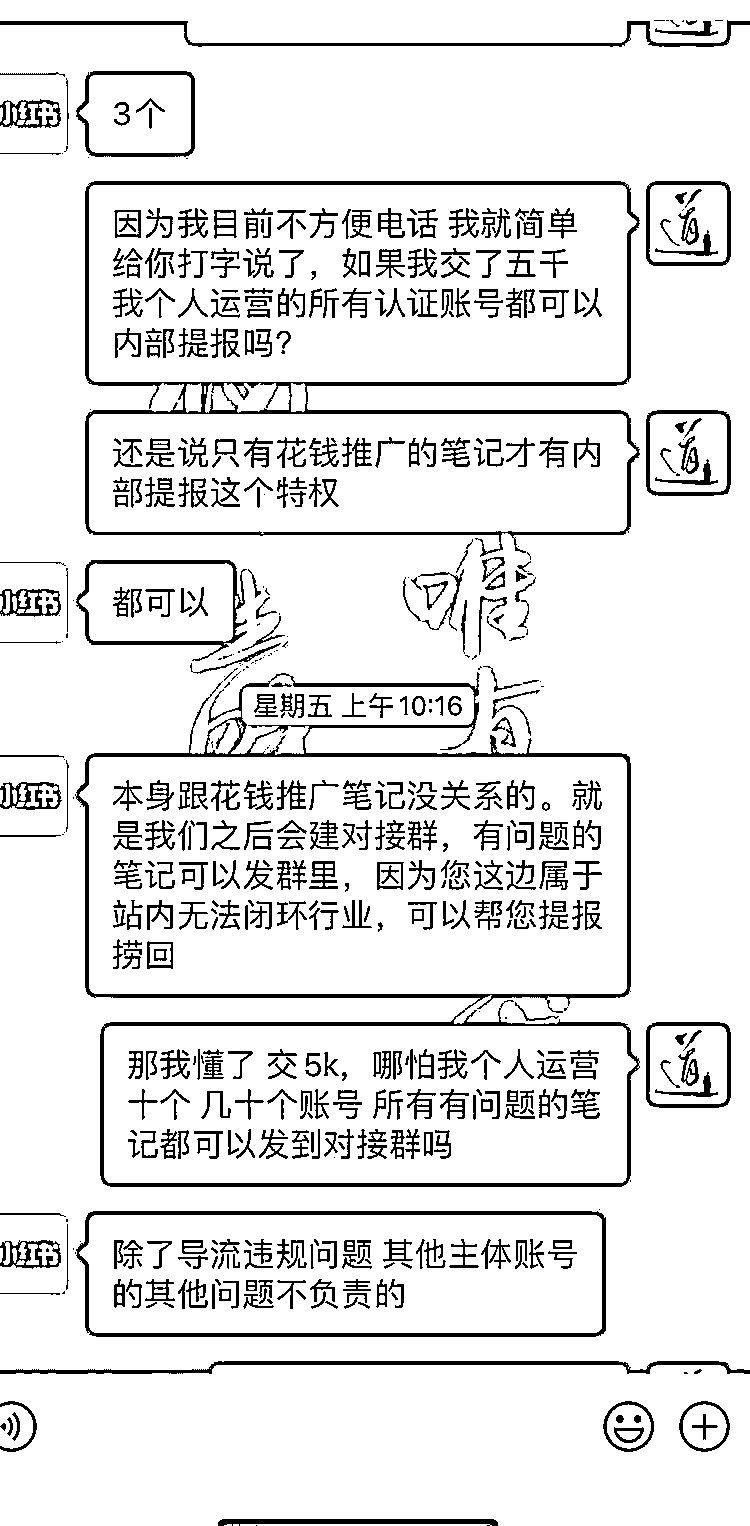 小红书
3个
因为我目前不方便电话 我就简单
给你打字说了，如果我交了五千
我个人运营的所有认证账号都可以
内部提报吗?
道
还是说只有花钱推广的笔记才有内
部提报这个特权
道
小红书
都可以
唯
有
星期五 上午10:16
小红书
本身跟花钱推广笔记没关系的。就
是我们之后会建对接群，有问题的
笔记可以发群里，因为您这边属于
站内无法闭环行业，可以帮您提报
捞回
那我懂了 交5k，哪怕我个人运营
十个 几十个账号 所有有问题的笔
记都可以发到对接群吗
道
小红书
除了导流违规问题 其他主体账号
的其他问题不负责的